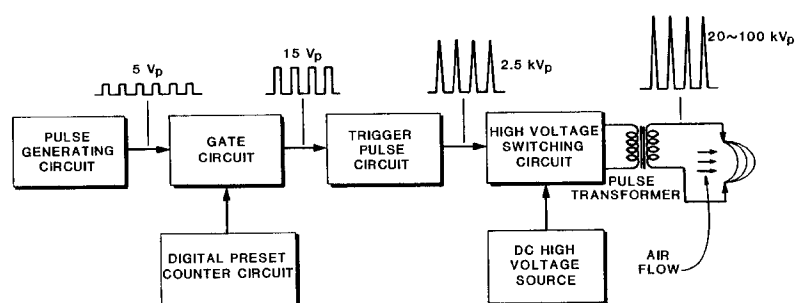 5 Vp
15 Vp
2.5 kVp
20~100 kVp
PULSE
GENERATING
CIRCUIT
GATE
CIRCUIT
TRIGGER
PULSE
CIRCUIT
HIGH VOLTAGE
SWITCHING
CIRCUIT
PULSE
TRANSFORMER
DIGITAL PRESET
COUNTER CIRCUIT
DC HIGH
VOLTAGE
SOURCE
AIR
FLOW